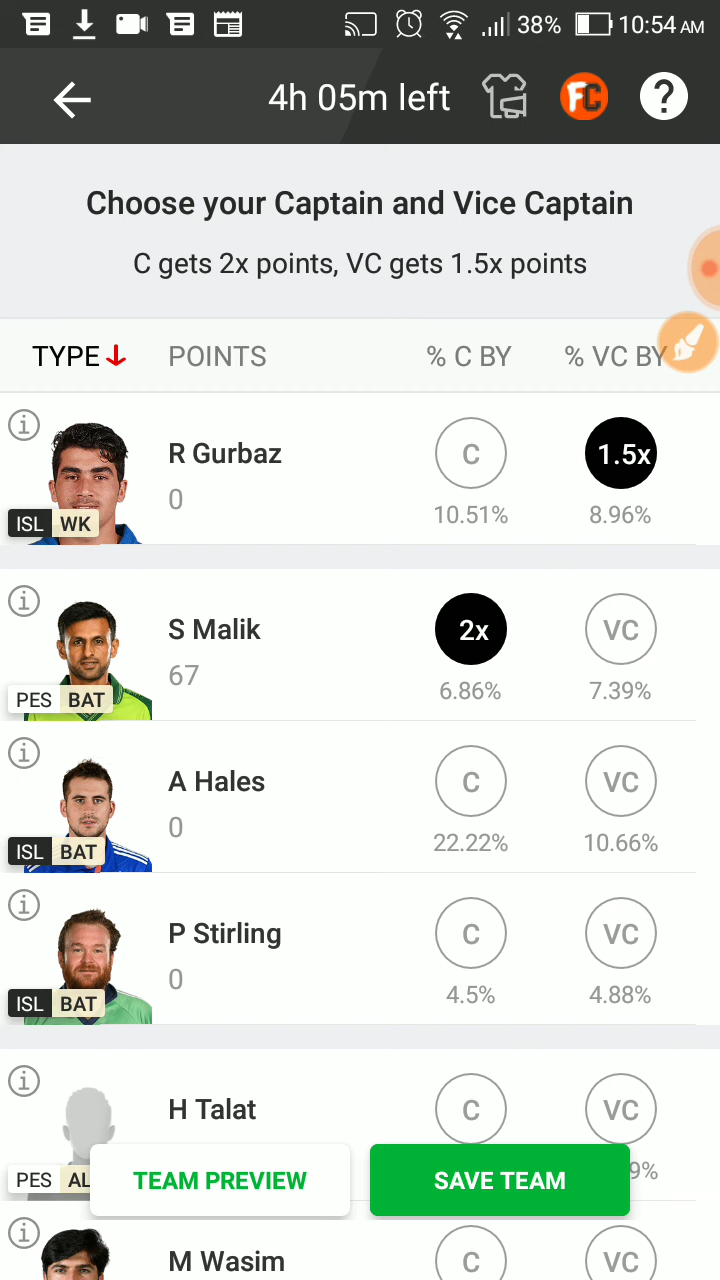 38% 10:54 AM
4h 05m left FC ?
Choose your Captain and Vice Captain
C gets 2x points, VC gets 1.5x points
TYPE POINTS % C BY % VC BY
R Gurbaz C 1.5x
0 10.51% 8.96%
ISL WK
S Malik 2x VC
67 6.86% 7.39%
PES BAT
A Hales C VC
0 22.22% 10.66%
ISL BAT
P Stirling C VC
0 4.5% 4.88%
ISL BAT
H Talat C VC
PES AL TEAM PREVIEW SAVE TEAM 9%
M Wasim C VC